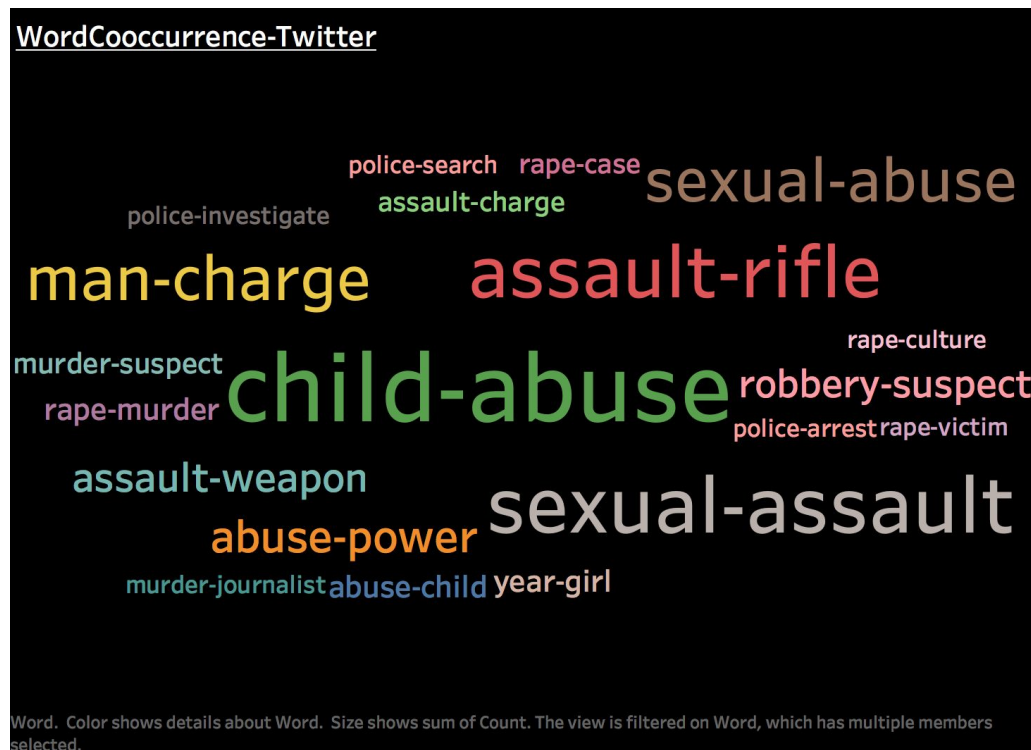 WordCooccurrence-Twitter
police-search rape-case sexual-abuse
assault-charge
police-investigate
man-charge assault-rifle
rape-culture
murder-suspect child-abuse robbery-suspect
rape-murder
police-arrest rape-victim
assault-weapon sexual-assault
abuse-power
murder-journalist abuse-child year-girl
Word. Color shows details about Word. Size shows sum of Count. The view is filtered on Word, which has multiple members
selected.